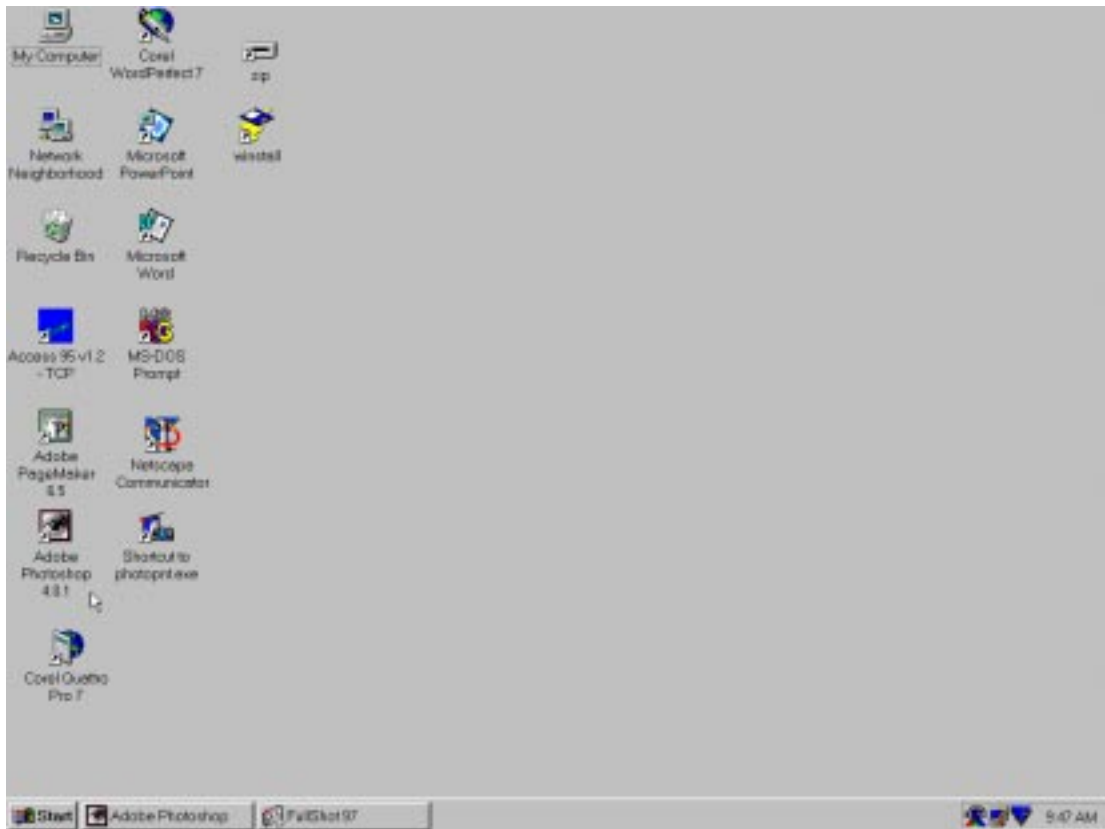 My Computer
Corel
WordPerfect 7
zip
Network
Neighborhood
Microsoft
PowerPoint
winstall
Recycle Bin
Microsoft
Word
Access 95 v1.2
- TCP
MS-DOS
Prompt
Adobe
PageMaker
6.5
Netscape
Communicator
Adobe
Photoshop
4.0.1
Shortcut to
photoprnt.exe
Corel Quattro
Pro 7
Start
Adobe Photoshop
FullShot 97
9:47 AM